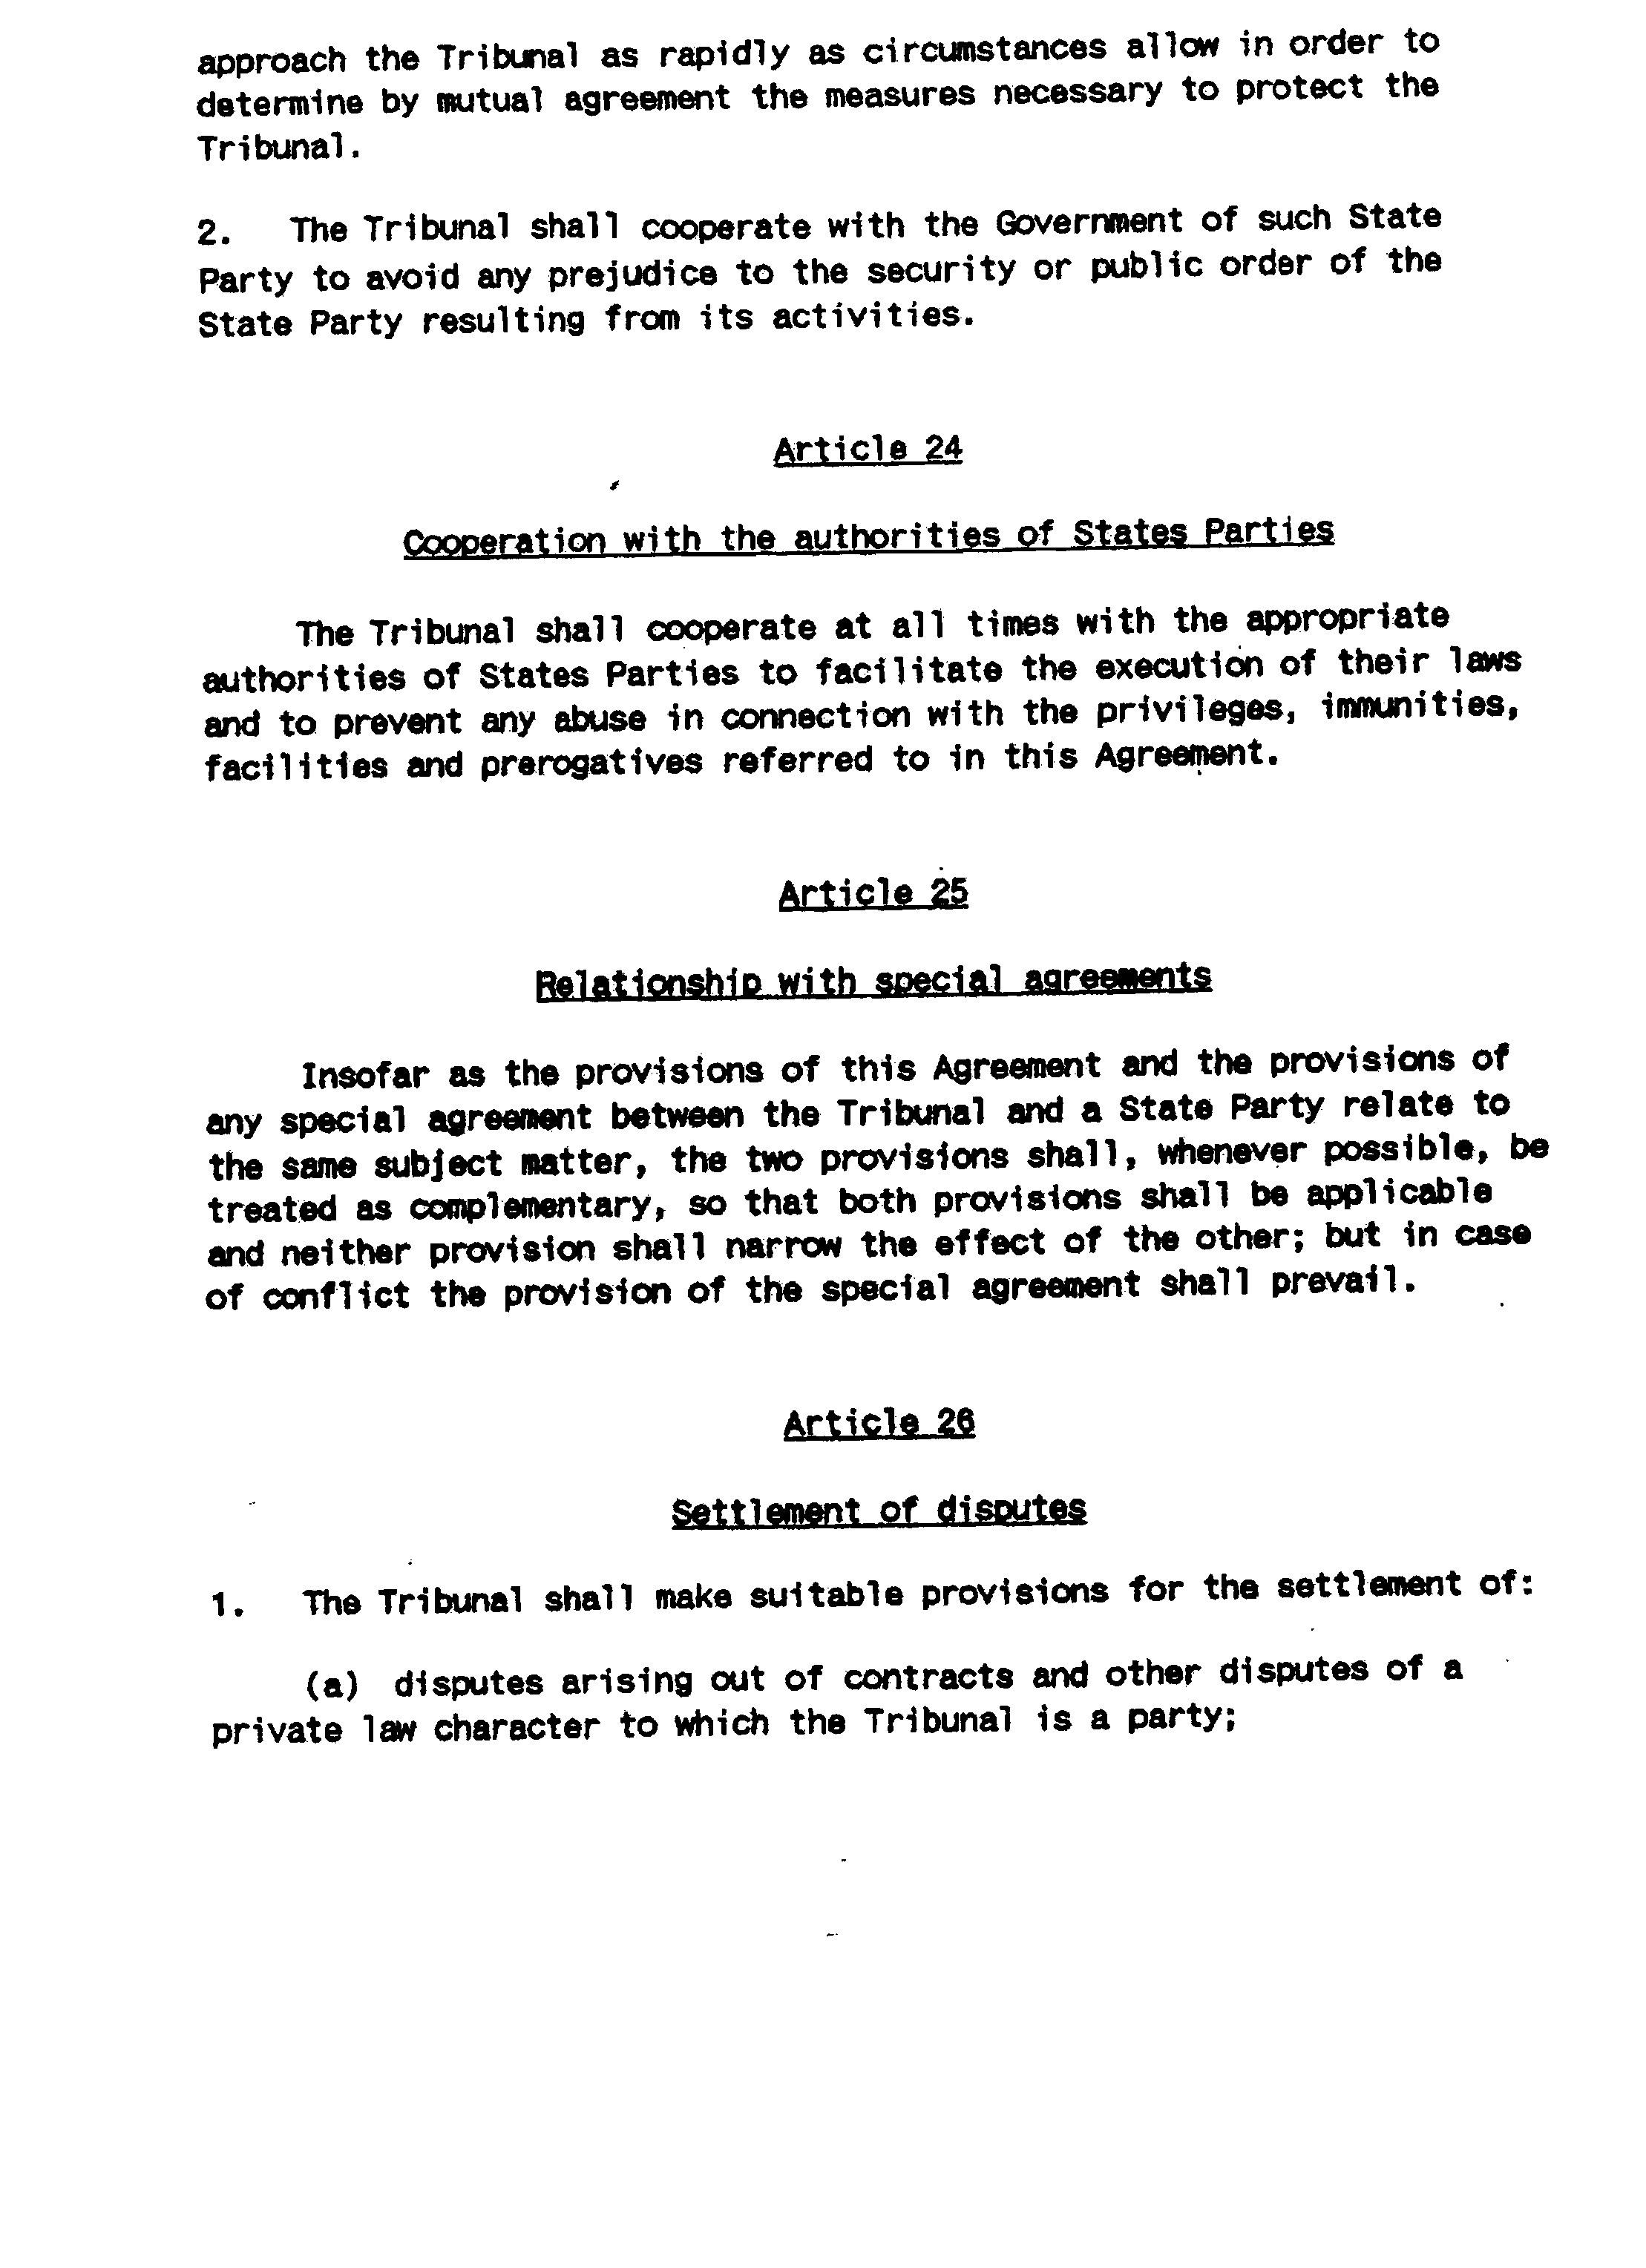 approach the Tribunal as rapidly as circumstances allow in order to
determine by mutual agreement the measures necessary to protect the
Tribunal.
2. The Tribunal shall cooperate with the Government of such State
Party to avoid any prejudice to the security or public order of the
State Party resulting from its activities.
Article 24
Cooperation with the authorities of States Parties
The Tribunal shall cooperate at all times with the appropriate
authorities of States Parties to facilitate the execution of their laws
and to prevent any abuse in connection with the privileges, immunities,
facilities and prerogatives referred to in this Agreement.
Article 25
Relationship with special agreements
Insofar as the provisions of this Agreement and the provisions of
any special agreement between the Tribunal and a State Party relate to
the same subject matter, the two provisions shall, whenever possible, be
treated as complementary, so that both provisions shall be applicable
and neither provision shall narrow the effect of the other; but in case
of conflict the provision of the special agreement shall prevail.
Article 26
Settlement of disputes
1. The Tribunal shall make suitable provisions for the settlement of:
(a) disputes arising out of contracts and other disputes of a
private law character to which the Tribunal is a party;